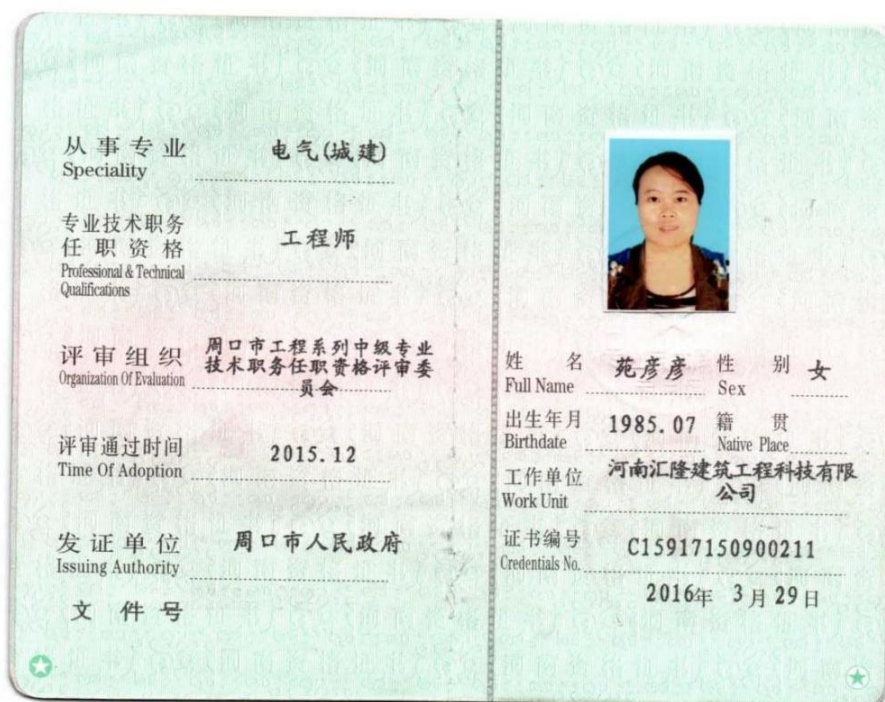 从事专业 电气(城建)
Speciality
专业技术职务
任职资格 工程师
Professional & Technical
Qualifications
评审组织 周口市工程系列中级专业
技术职务任职资格评审委
员会
Organization Of Evaluation
评审通过时间 2015.12
Time Of Adoption
发证单位 周口市人民政府
Issuing Authority
文件号
姓名 苑彦彦 性别 女
Full Name Sex
出生年月 1985.07 籍贯
Birthdate Native Place
工作单位 河南汇隆建筑工程科技有限
公司
Work Unit
证书编号 C15917150900211
Credentials No.
2016年 3月29日